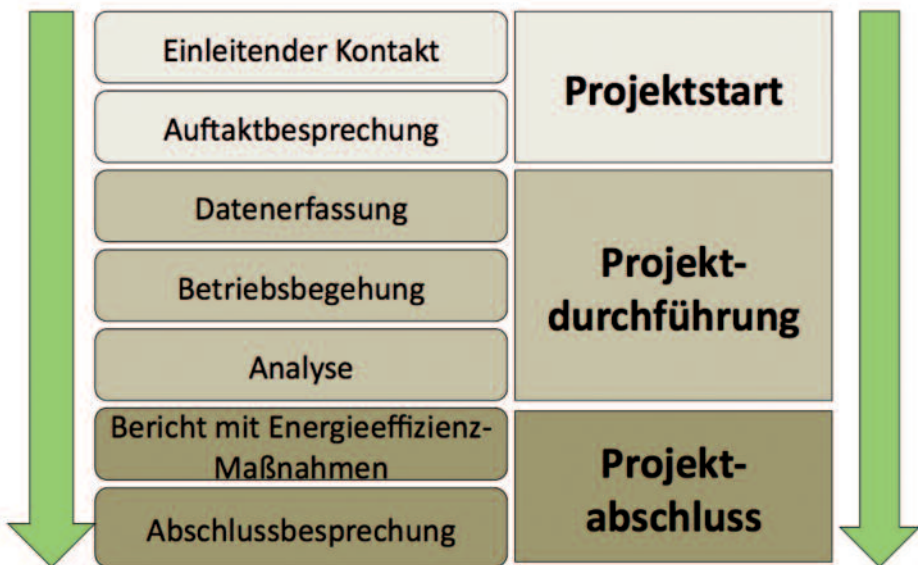 Einleitender Kontakt
Auftaktbesprechung
Projektstart
Datenerfassung
Betriebsbegehung
Analyse
Projekt-
durchführung
Bericht mit Energieeffizienz-
Maßnahmen
Abschlussbesprechung
Projekt-
abschluss